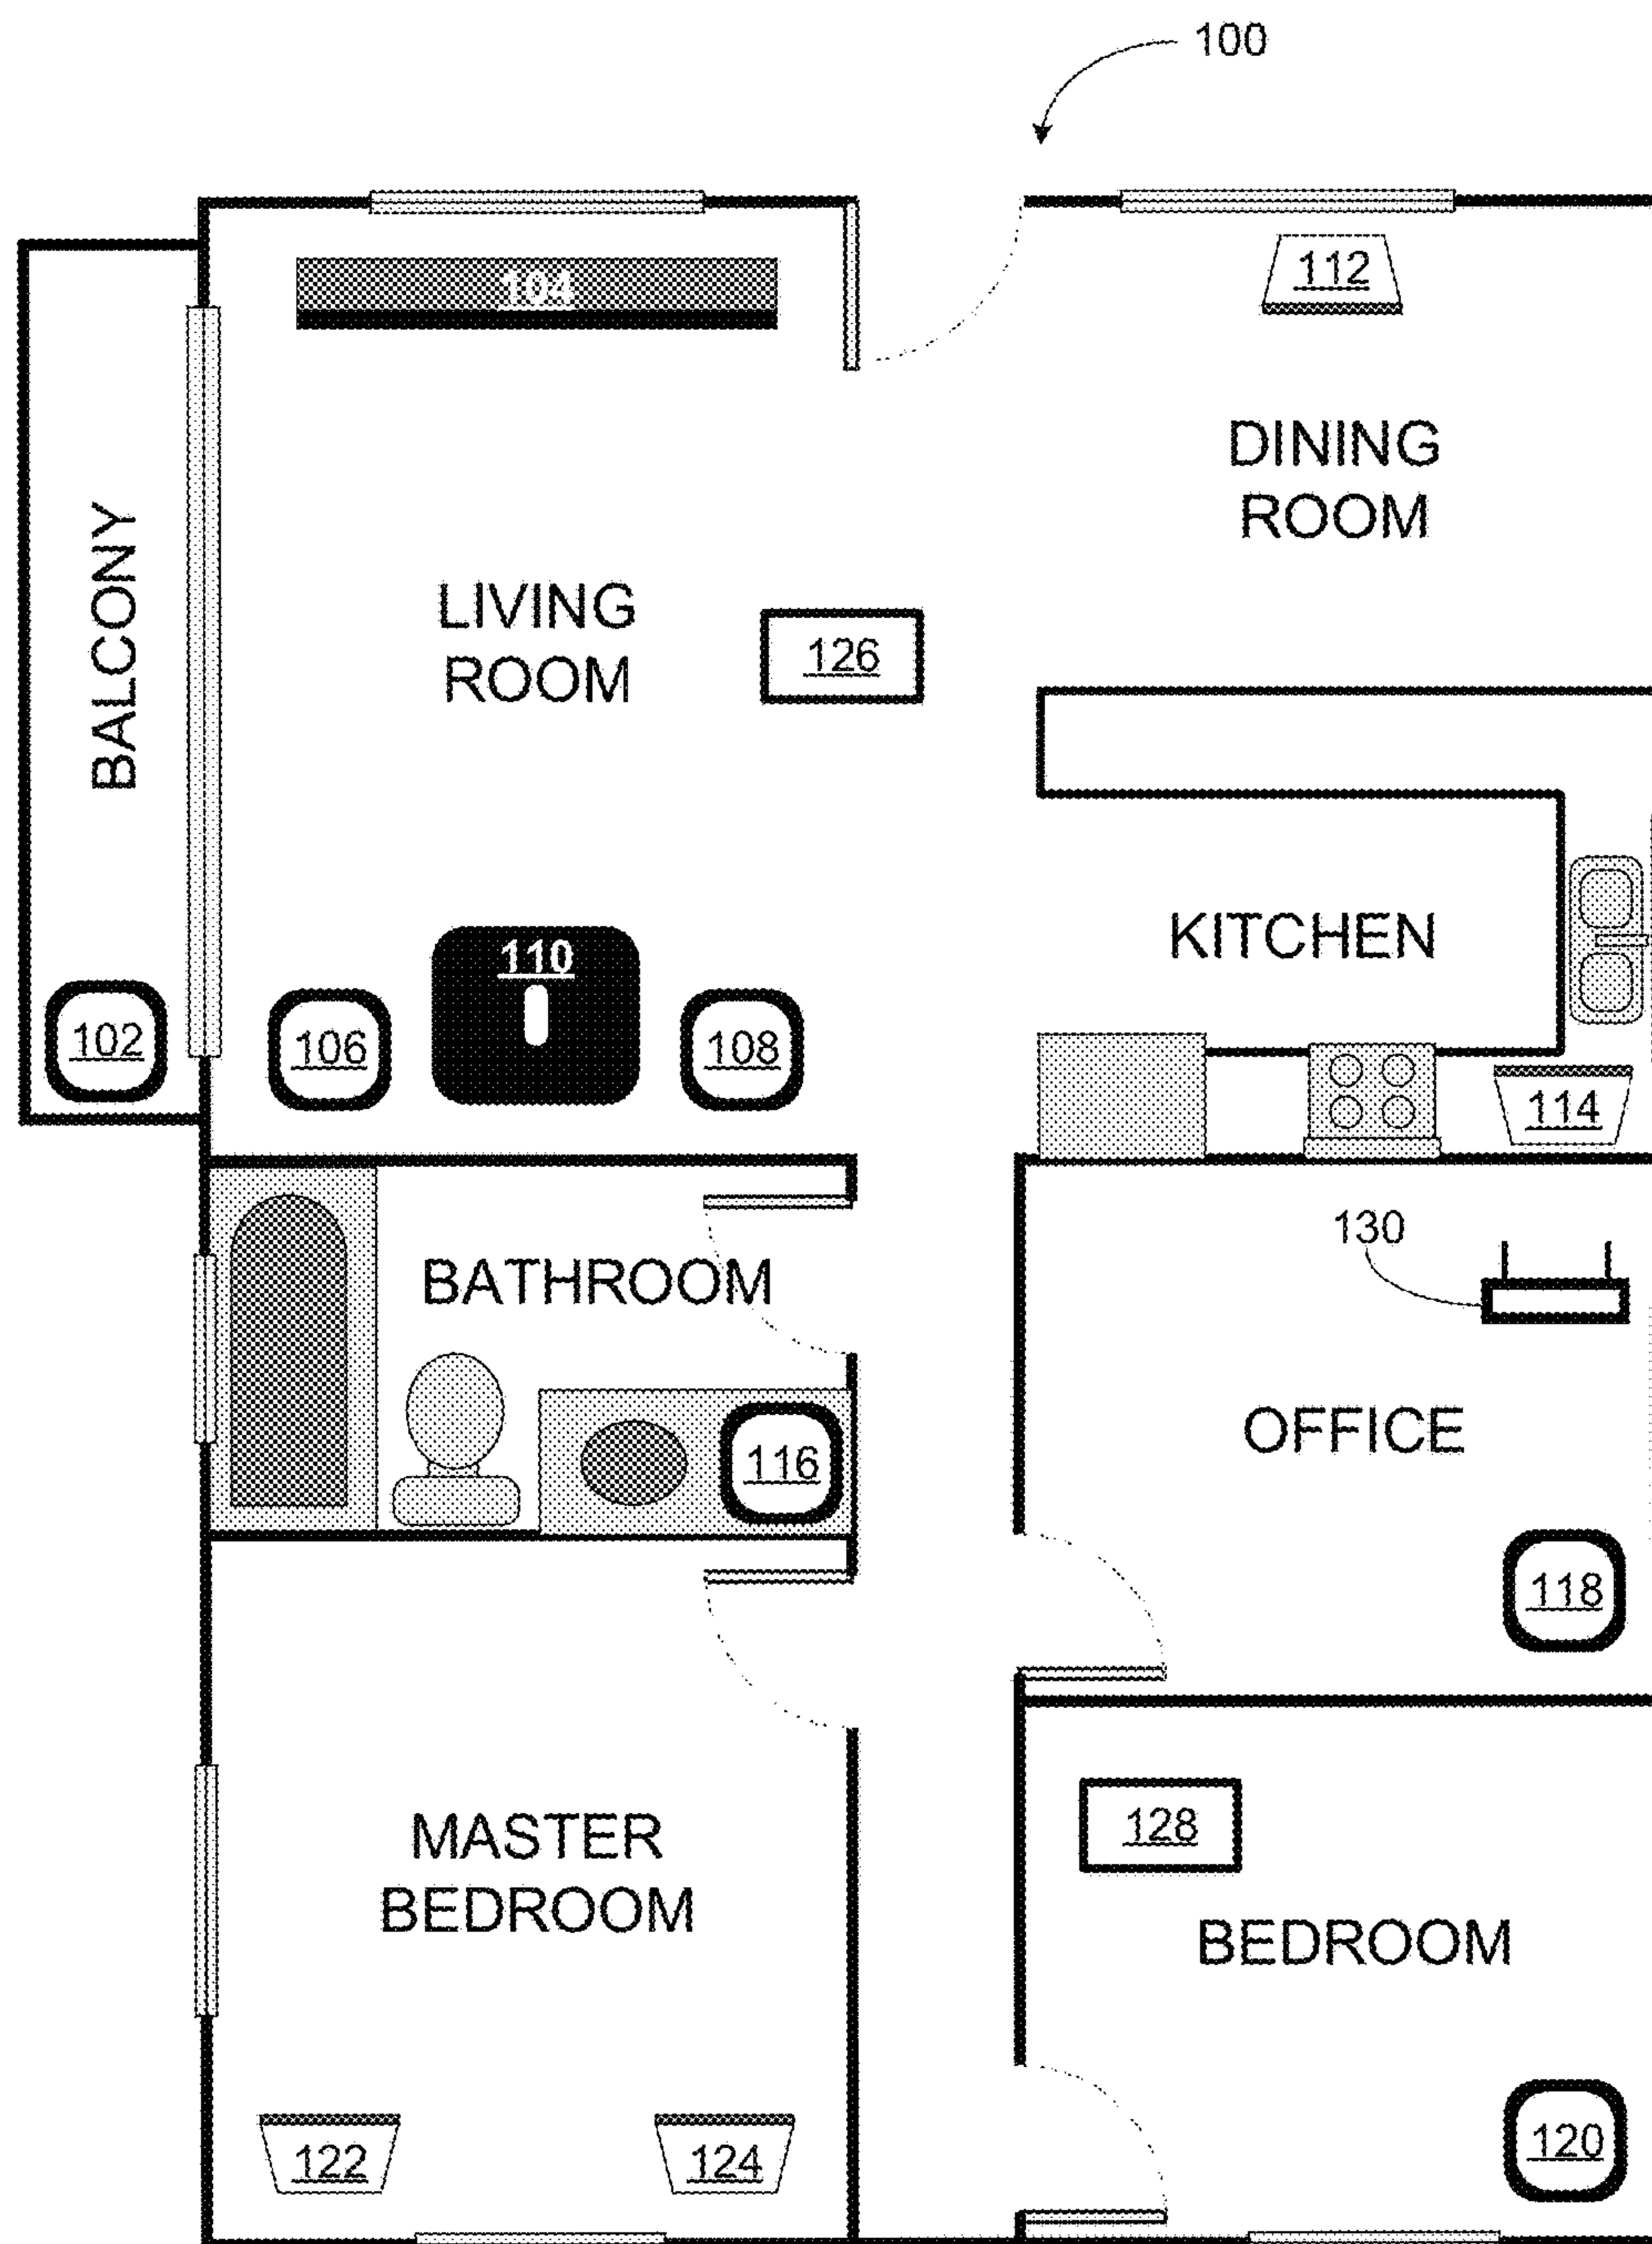 100
104
112
DINING
ROOM
BALCONY
LIVING
ROOM
126
KITCHEN
110
102
106
108
114
130
BATHROOM
OFFICE
116
118
128
MASTER
BEDROOM
BEDROOM
122
124
120